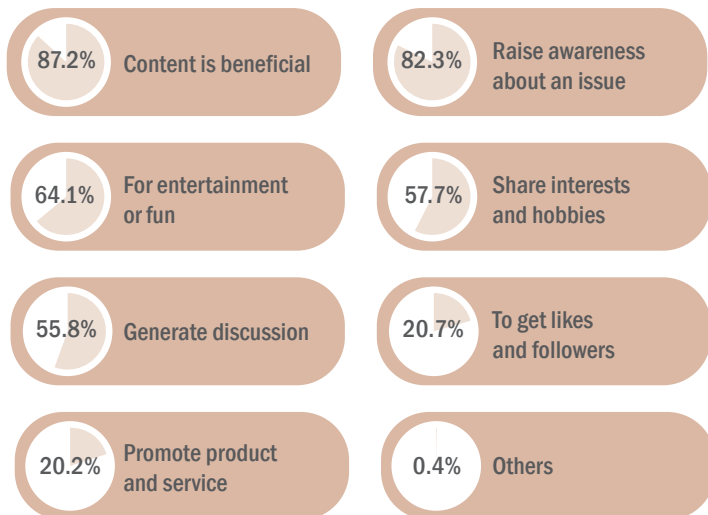 87.2%
Content is beneficial
82.3%
Raise awareness
about an issue
64.1%
For entertainment
or fun
57.7%
Share interests
and hobbies
55.8%
Generate discussion
20.7%
To get likes
and followers
20.2%
Promote product
and service
0.4%
Others